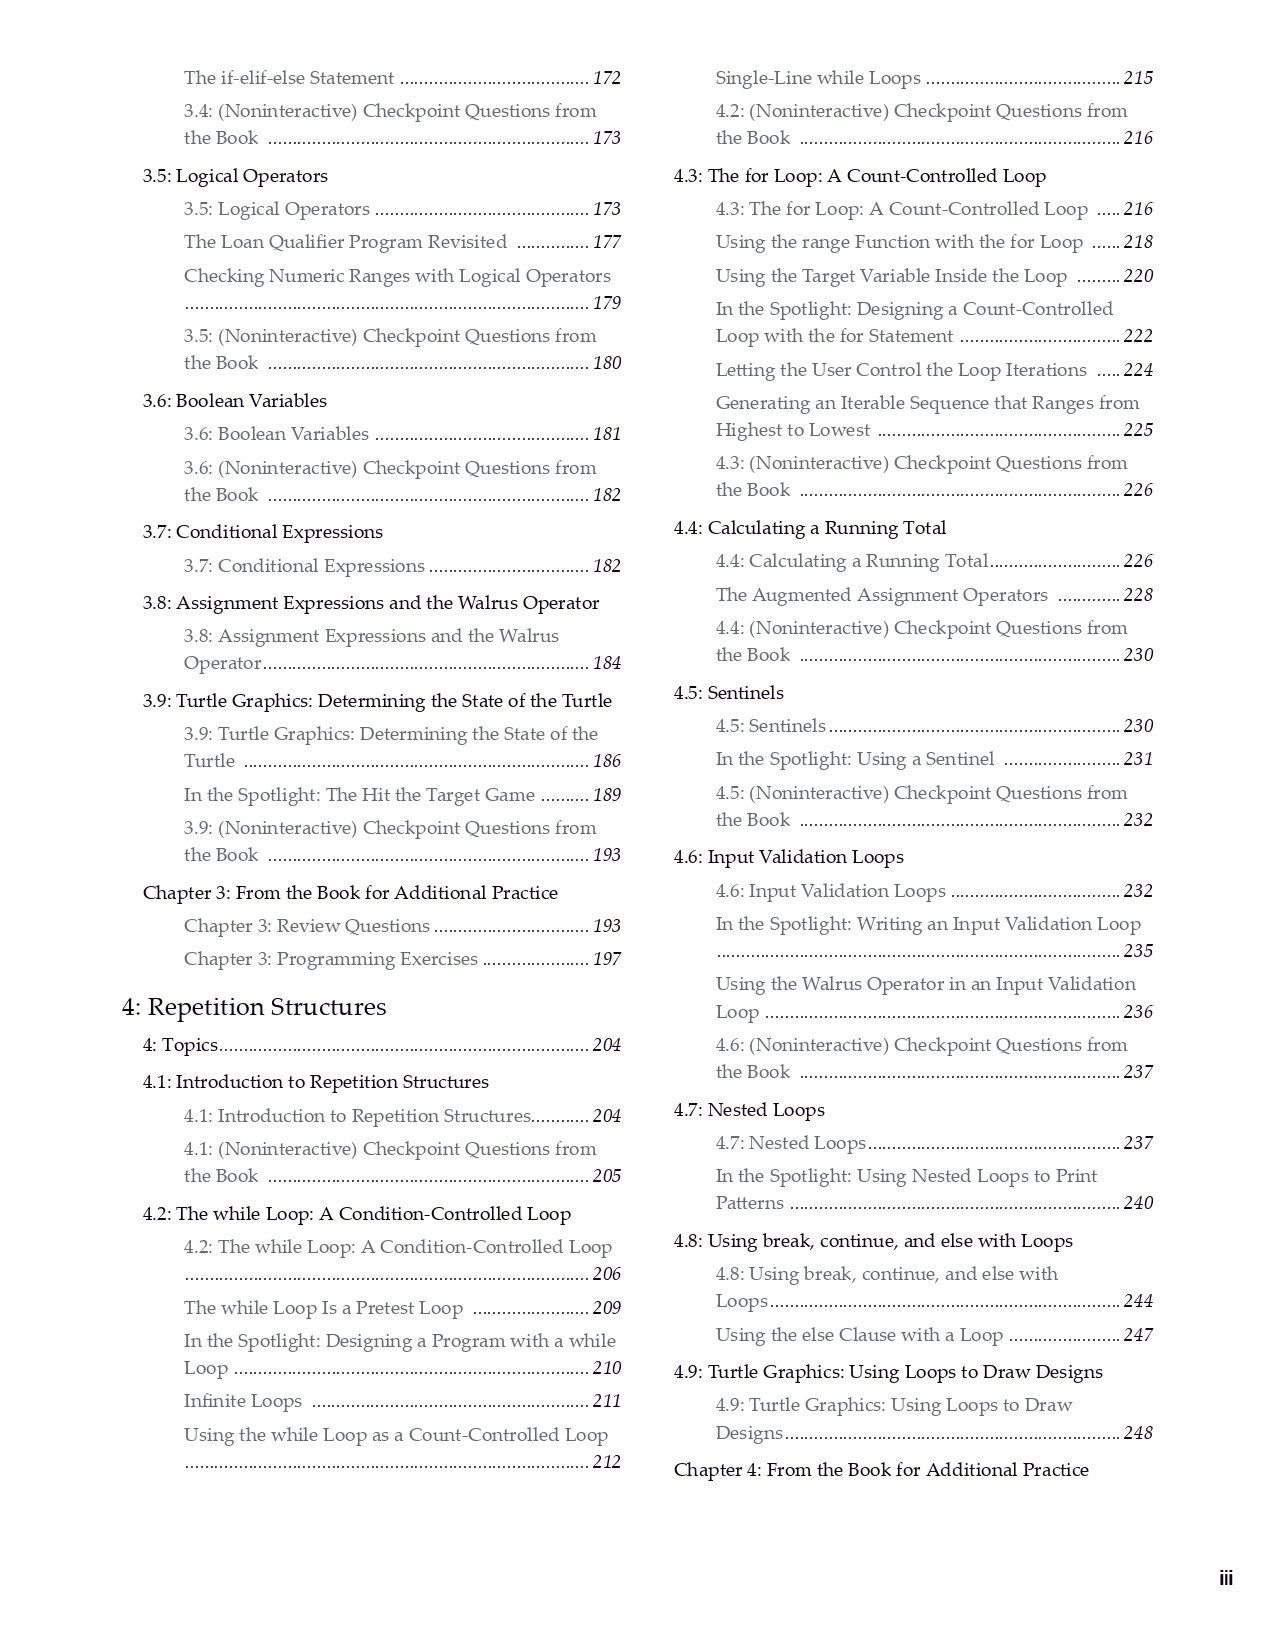 The if-elif-else Statement ....................................... 172
3.4: (Noninteractive) Checkpoint Questions from
the Book .................................................................. 173
3.5: Logical Operators
3.5: Logical Operators ............................................ 173
The Loan Qualifier Program Revisited ............... 177
Checking Numeric Ranges with Logical Operators
................................................................................... 179
3.5: (Noninteractive) Checkpoint Questions from
the Book .................................................................. 180
3.6: Boolean Variables
3.6: Boolean Variables ............................................ 181
3.6: (Noninteractive) Checkpoint Questions from
the Book .................................................................. 182
3.7: Conditional Expressions
3.7: Conditional Expressions ................................. 182
3.8: Assignment Expressions and the Walrus Operator
3.8: Assignment Expressions and the Walrus
Operator................................................................... 184
3.9: Turtle Graphics: Determining the State of the Turtle
3.9: Turtle Graphics: Determining the State of the
Turtle ....................................................................... 186
In the Spotlight: The Hit the Target Game .......... 189
3.9: (Noninteractive) Checkpoint Questions from
the Book .................................................................. 193
Chapter 3: From the Book for Additional Practice
Chapter 3: Review Questions ................................ 193
Chapter 3: Programming Exercises ...................... 197
4: Repetition Structures
4: Topics............................................................................ 204
4.1: Introduction to Repetition Structures
4.1: Introduction to Repetition Structures............ 204
4.1: (Noninteractive) Checkpoint Questions from
the Book .................................................................. 205
4.2: The while Loop: A Condition-Controlled Loop
4.2: The while Loop: A Condition-Controlled Loop
................................................................................... 206
The while Loop Is a Pretest Loop ........................ 209
In the Spotlight: Designing a Program with a while
Loop ......................................................................... 210
Infinite Loops ......................................................... 211
Using the while Loop as a Count-Controlled Loop
................................................................................... 212
Single-Line while Loops ........................................ 215
4.2: (Noninteractive) Checkpoint Questions from
the Book .................................................................. 216
4.3: The for Loop: A Count-Controlled Loop
4.3: The for Loop: A Count-Controlled Loop ..... 216
Using the range Function with the for Loop ...... 218
Using the Target Variable Inside the Loop ......... 220
In the Spotlight: Designing a Count-Controlled
Loop with the for Statement ................................. 222
Letting the User Control the Loop Iterations ..... 224
Generating an Iterable Sequence that Ranges from
Highest to Lowest .................................................. 225
4.3: (Noninteractive) Checkpoint Questions from
the Book .................................................................. 226
4.4: Calculating a Running Total
4.4: Calculating a Running Total........................... 226
The Augmented Assignment Operators ............. 228
4.4: (Noninteractive) Checkpoint Questions from
the Book .................................................................. 230
4.5: Sentinels
4.5: Sentinels ............................................................ 230
In the Spotlight: Using a Sentinel ........................ 231
4.5: (Noninteractive) Checkpoint Questions from
the Book .................................................................. 232
4.6: Input Validation Loops
4.6: Input Validation Loops ................................... 232
In the Spotlight: Writing an Input Validation Loop
................................................................................... 235
Using the Walrus Operator in an Input Validation
Loop ......................................................................... 236
4.6: (Noninteractive) Checkpoint Questions from
the Book .................................................................. 237
4.7: Nested Loops
4.7: Nested Loops.................................................... 237
In the Spotlight: Using Nested Loops to Print
Patterns .................................................................... 240
4.8: Using break, continue, and else with Loops
4.8: Using break, continue, and else with
Loops........................................................................ 244
Using the else Clause with a Loop ....................... 247
4.9: Turtle Graphics: Using Loops to Draw Designs
4.9: Turtle Graphics: Using Loops to Draw
Designs..................................................................... 248
Chapter 4: From the Book for Additional Practice
iii